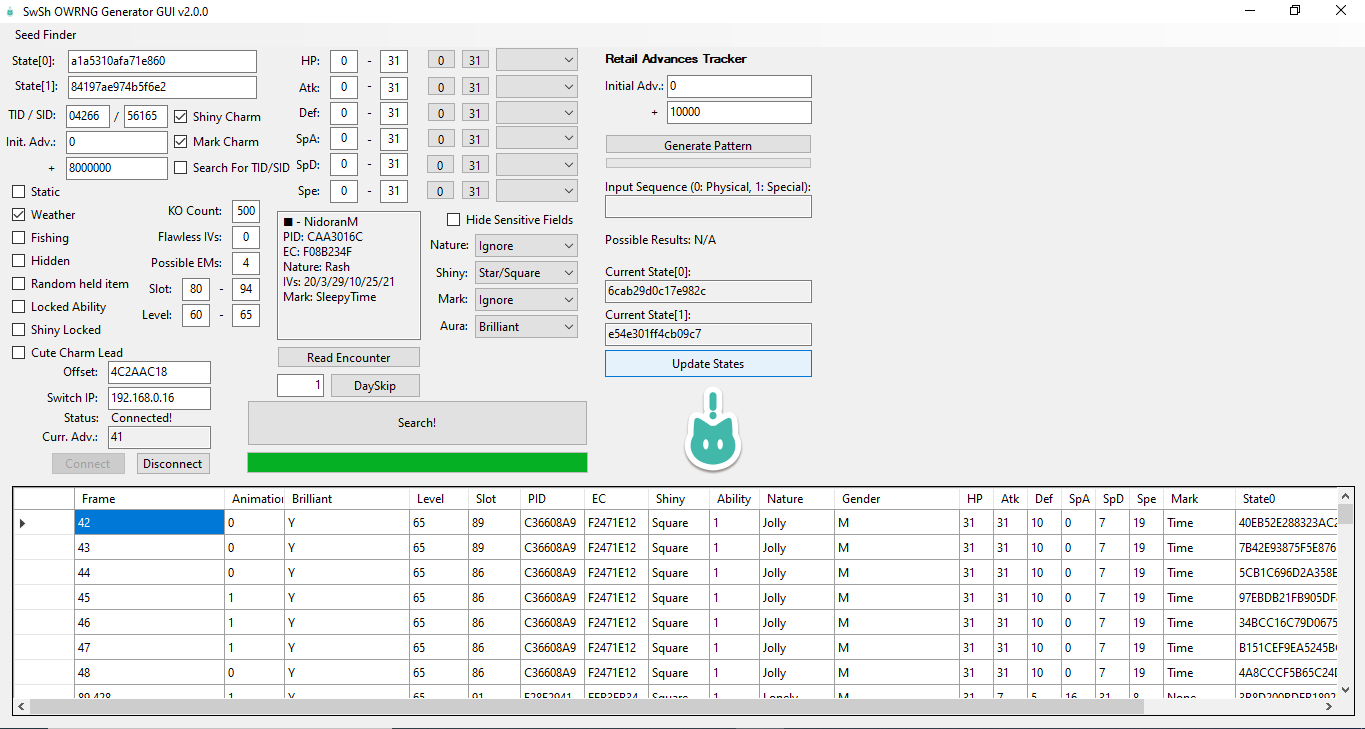 SwSh OWRNG Generator GUI v2.0.0
Seed Finder
State[0]: a1a5310afa71e860
State[1]: 84197ae974b5f6e2
TID / SID: 04266 / 56165 Shiny Charm
Init. Adv.: 0 Mark Charm
+ 8000000 Search For TID/SID
Static
Weather
Fishing
Hidden
Random held item
Locked Ability
Shiny Locked
Cute Charm Lead
KO Count: 500
Flawless IVs: 0
Possible EMs: 4
Slot: 80 - 94
Level: 60 - 65
Offset: 4C2AAC18
Switch IP: 192.168.0.16
Status: Connected!
Curr. Adv.: 41
Connect Disconnect
HP: 0 - 31 0 31
Atk: 0 - 31 0 31
Def: 0 - 31 0 31
SpA: 0 - 31 0 31
SpD: 0 - 31 0 31
Spe: 0 - 31 0 31
■ - NidoranM
PID: CAA3016C
EC: F08B234F
Nature: Rash
IVs: 20/3/29/10/25/21
Mark: SleepyTime
Read Encounter
1 DaySkip
Hide Sensitive Fields
Nature: Ignore
Shiny: Star/Square
Mark: Ignore
Aura: Brilliant
Search!
Retail Advances Tracker
Initial Adv.: 0
+ 10000
Generate Pattern
Input Sequence (0: Physical, 1: Special):
Possible Results: N/A
Current State[0]:
6cab29d0c17e982c
Current State[1]:
e54e301ff4cb09c7
Update States
Frame Animation Brilliant Level Slot PID EC Shiny Ability Nature Gender HP Atk Def SpA SpD Spe Mark State0
42 0 Y 65 89 C36608A9 F2471E12 Square 1 Jolly M 31 31 10 0 7 19 Time 40EB52E288323AC2
43 0 Y 65 89 C36608A9 F2471E12 Square 1 Jolly M 31 31 10 0 7 19 Time 7B42E93875F5E876
44 0 Y 65 86 C36608A9 F2471E12 Square 1 Jolly M 31 31 10 0 7 19 Time 5CB1C696D2A358E
45 1 Y 65 86 C36608A9 F2471E12 Square 1 Jolly M 31 31 10 0 7 19 Time 97EBDB21FB905DF
46 1 Y 65 86 C36608A9 F2471E12 Square 1 Jolly M 31 31 10 0 7 19 Time 34BCC16C79D0675
47 1 Y 65 86 C36608A9 F2471E12 Square 1 Jolly M 31 31 10 0 7 19 Time B151CEF9EA5245B
48 0 Y 65 86 C36608A9 F2471E12 Square 1 Jolly M 31 31 10 0 7 19 Time 4A8CCCF5B65C24
89,428 1 Y 65 91 Square 1 Lonely M 31 7 5 16 31 8 None